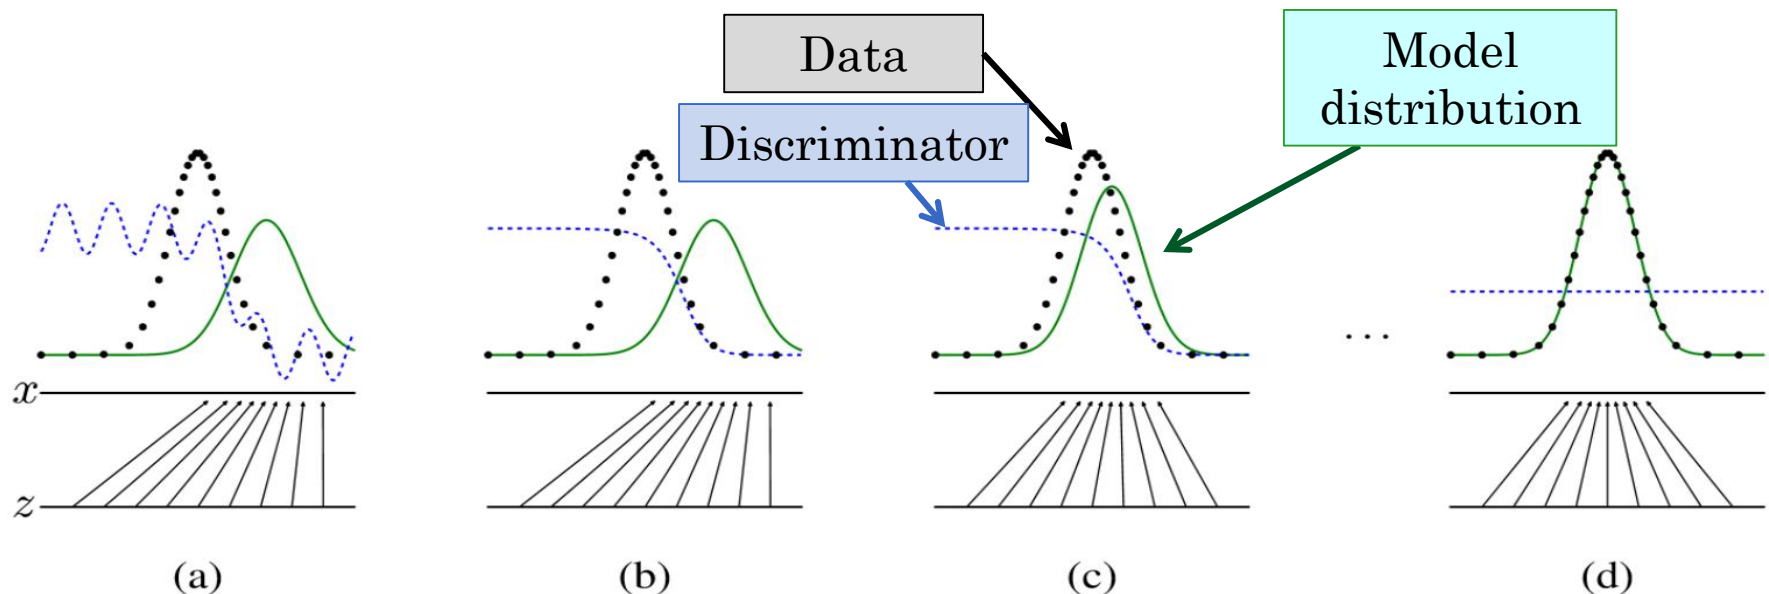 Data
Model
distribution
Discriminator
. . .
x
z
(a)
(b)
(c)
(d)